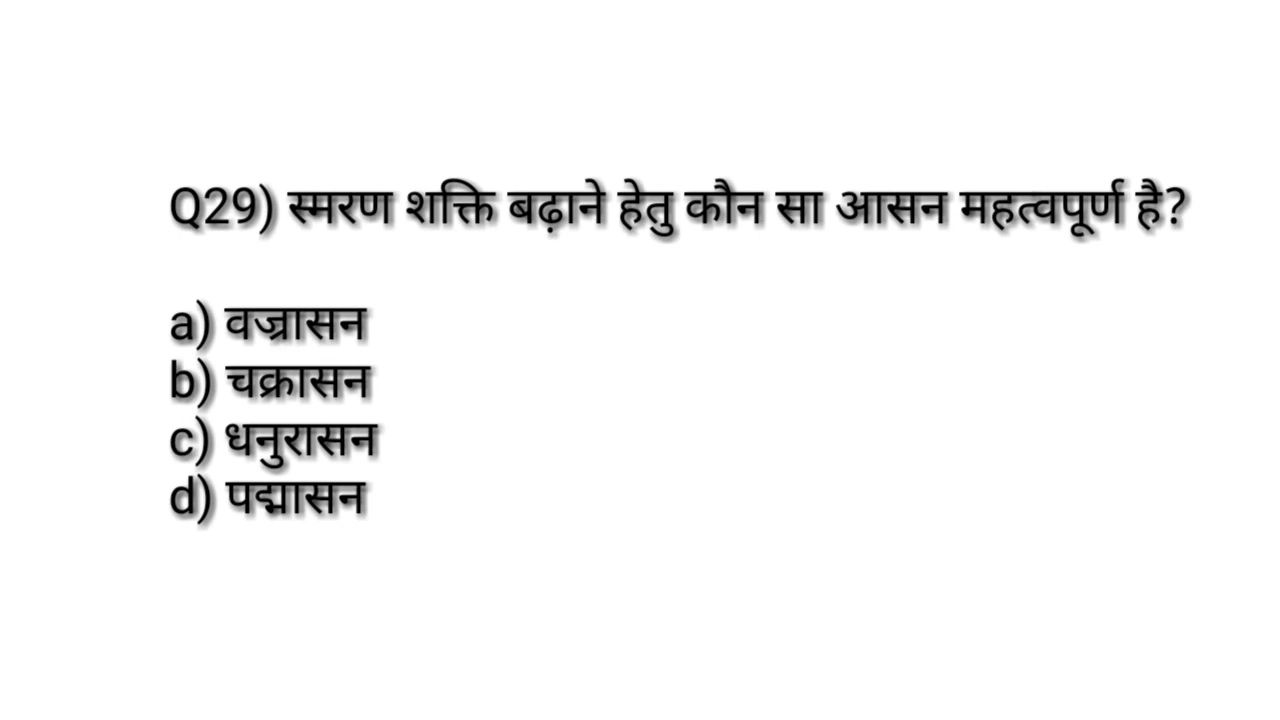 Q29) स्मरण शक्ति बढ़ाने हेतु कौन सा आसन महत्वपूर्ण है?
a) वज्रासन
b) चक्रासन
c) धनुरासन
d) पद्मासन